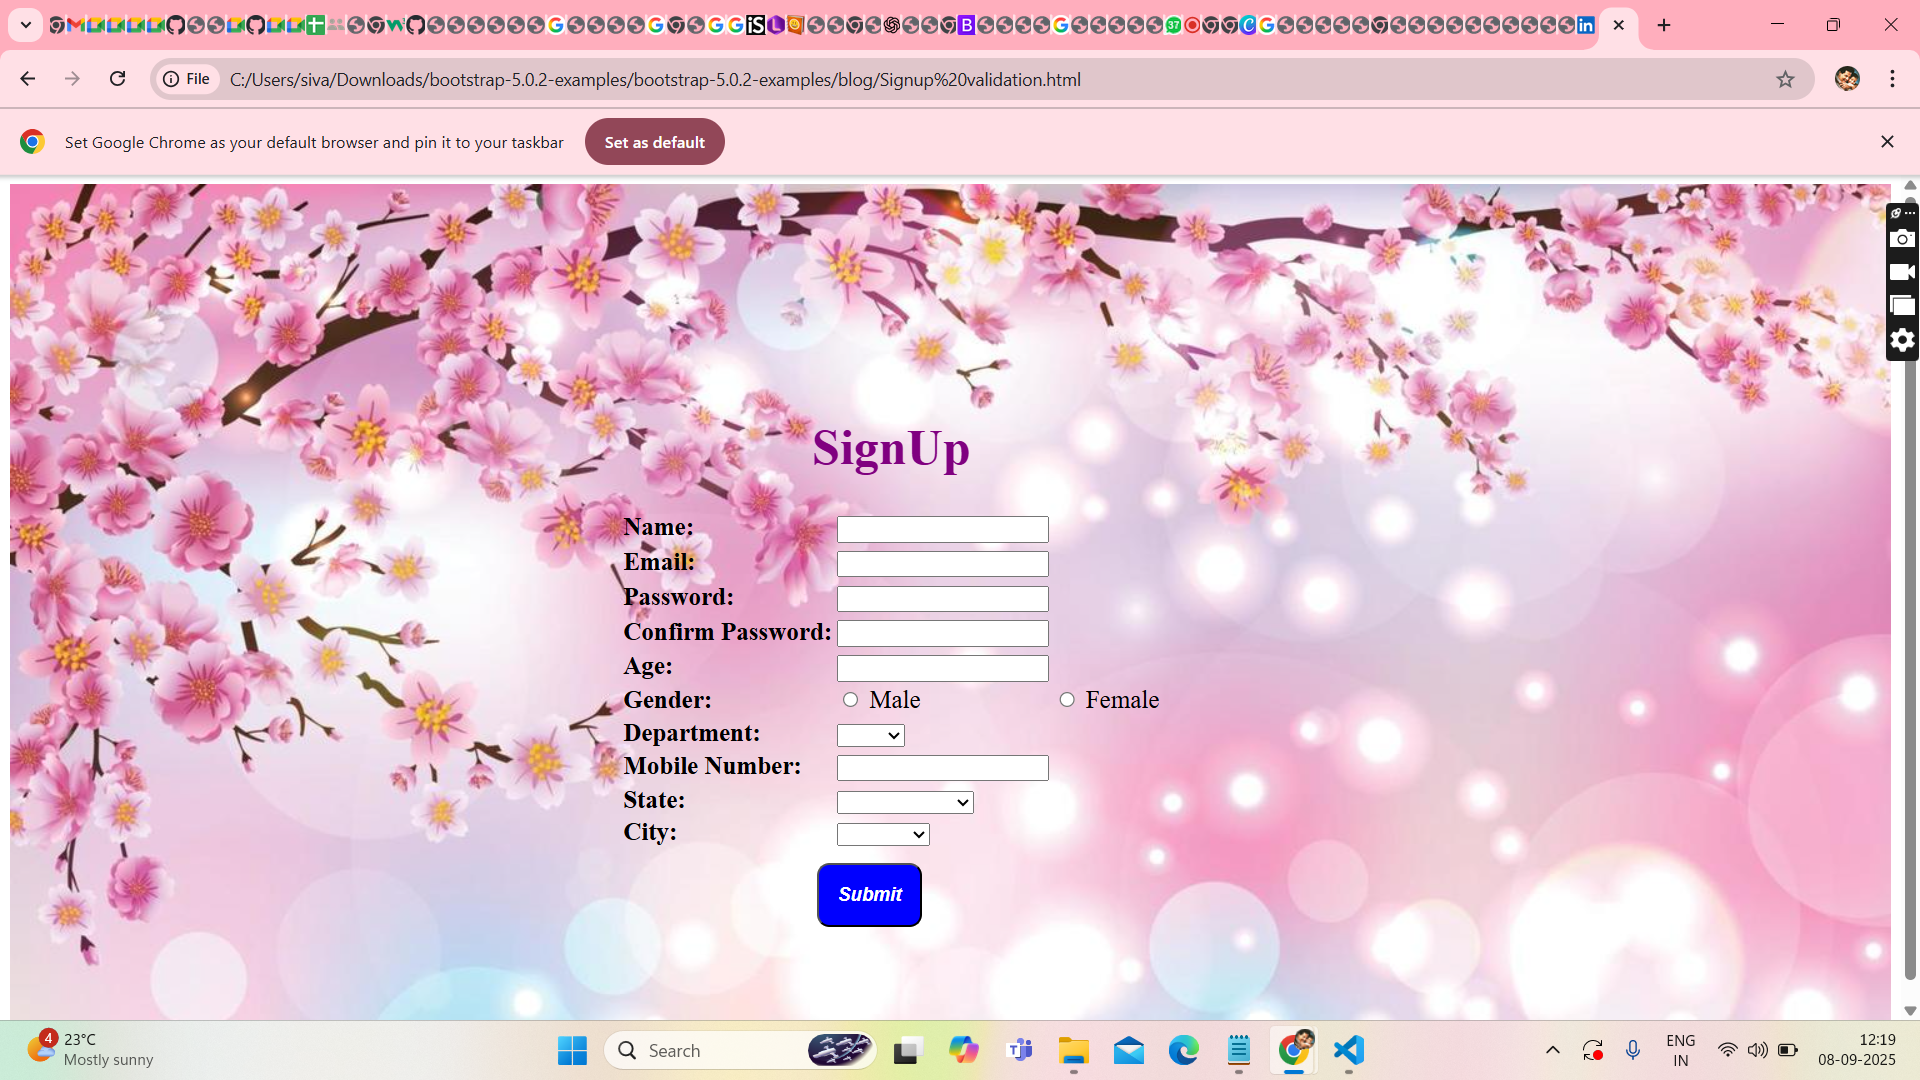 File C:/Users/siva/Downloads/bootstrap-5.0.2-examples/bootstrap-5.0.2-examples/blog/Signup%20validation.html
Set Google Chrome as your default browser and pin it to your taskbar Set as default
SignUp
Name:
Email:
Password:
Confirm Password:
Age:
Gender: Male Female
Department:
Mobile Number:
State:
City:
Submit
4 23°C
Mostly sunny
Search
ENG
IN
12:19
08-09-2025